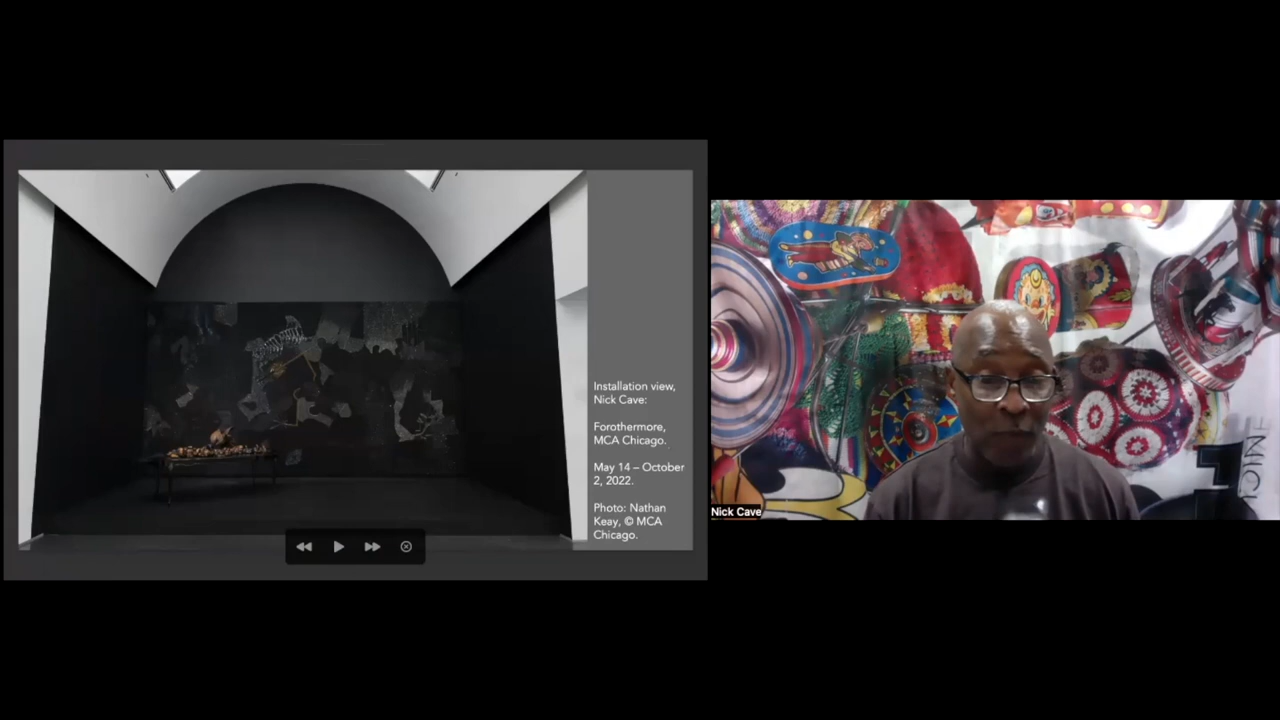 Installation view,
Nick Cave:
Forothermore,
MCA Chicago.
May 14 – October
2, 2022.
Photo: Nathan
Keay, © MCA
Chicago.
Nick Cave